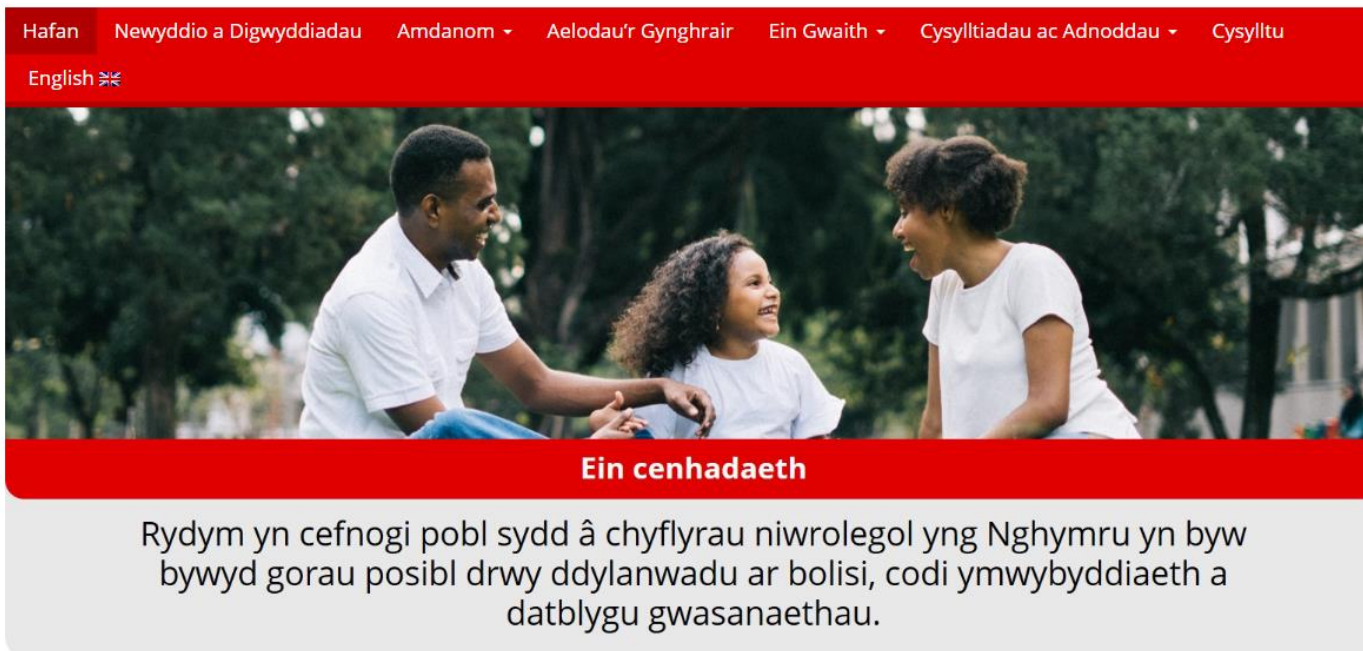 Hafan Newyddio a Digwyddiadau Amdanom Aelodau’r Gynghrair Ein Gwaith Cysylltiadau ac Adnoddau Cysylltu
English
Ein cenhadaeth
Rydym yn cefnogi pobl sydd â chyflyrau niwrolegol yng Nghymru yn byw
bywyd gorau posibl drwy ddylanwadu ar bolisi, codi ymwybyddiaeth a
datblygu gwasanaethau.